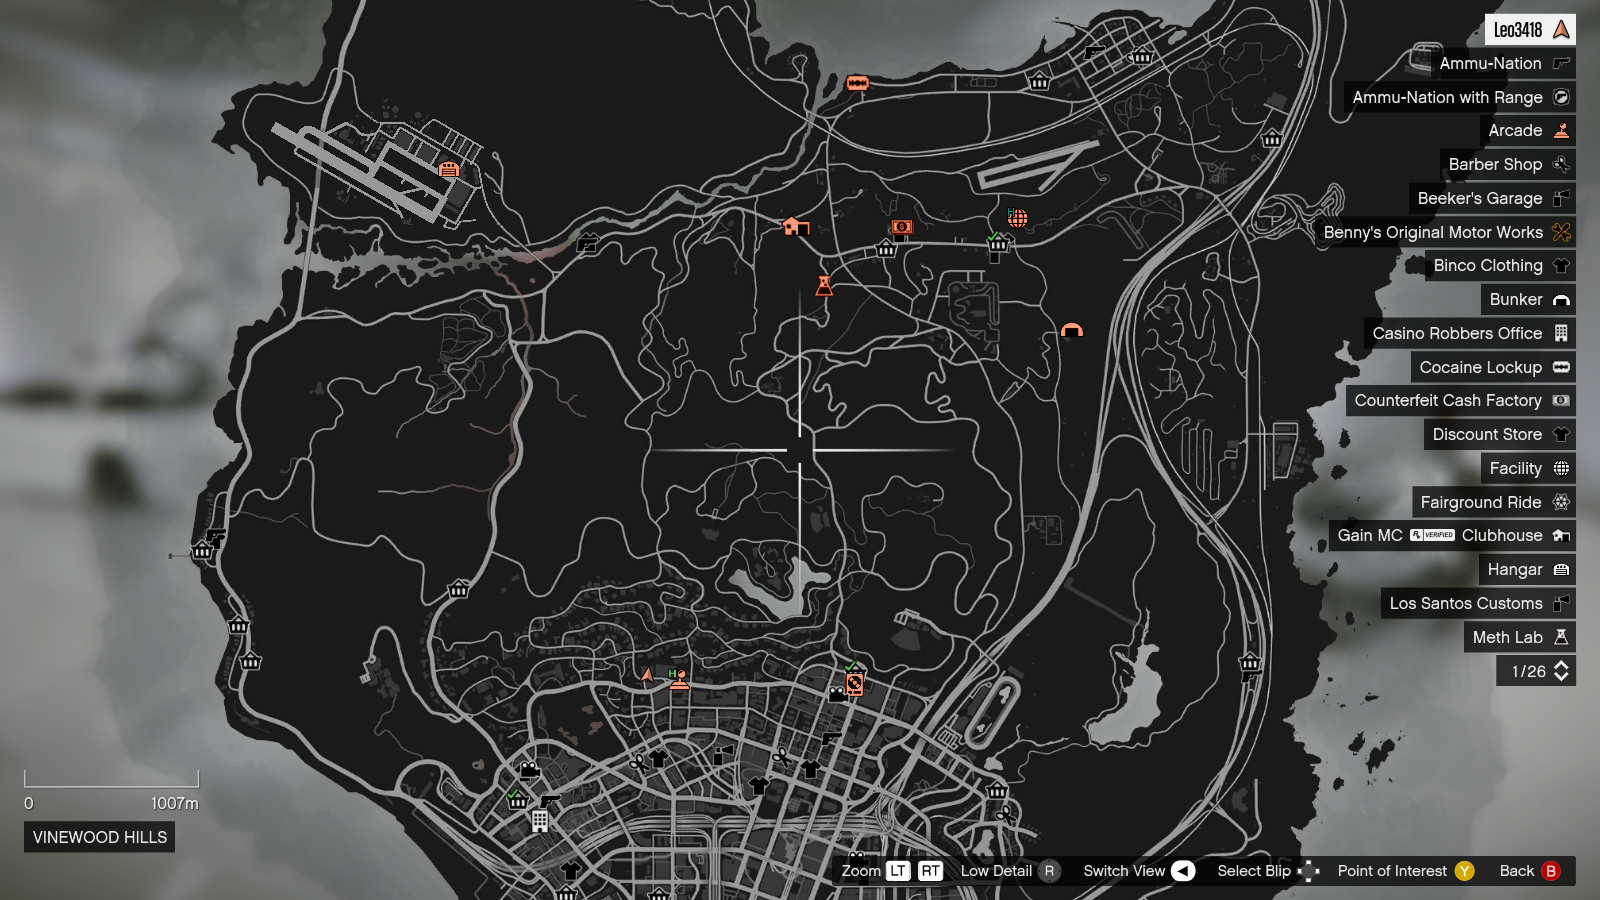 Leo3418
Ammu-Nation
Ammu-Nation with Range
Arcade
Barber Shop
Beeker's Garage
Benny's Original Motor Works
Binco Clothing
Bunker
Casino Robbers Office
Cocaine Lockup
Counterfeit Cash Factory
Discount Store
Facility
Fairground Ride
Gain MC R* VERIFIED Clubhouse
Hangar
Los Santos Customs
Meth Lab
1/26
H
H
0 1007m
VINEWOOD HILLS
Zoom LT RT Low Detail R Switch View Select Blip Point of Interest Y Back B